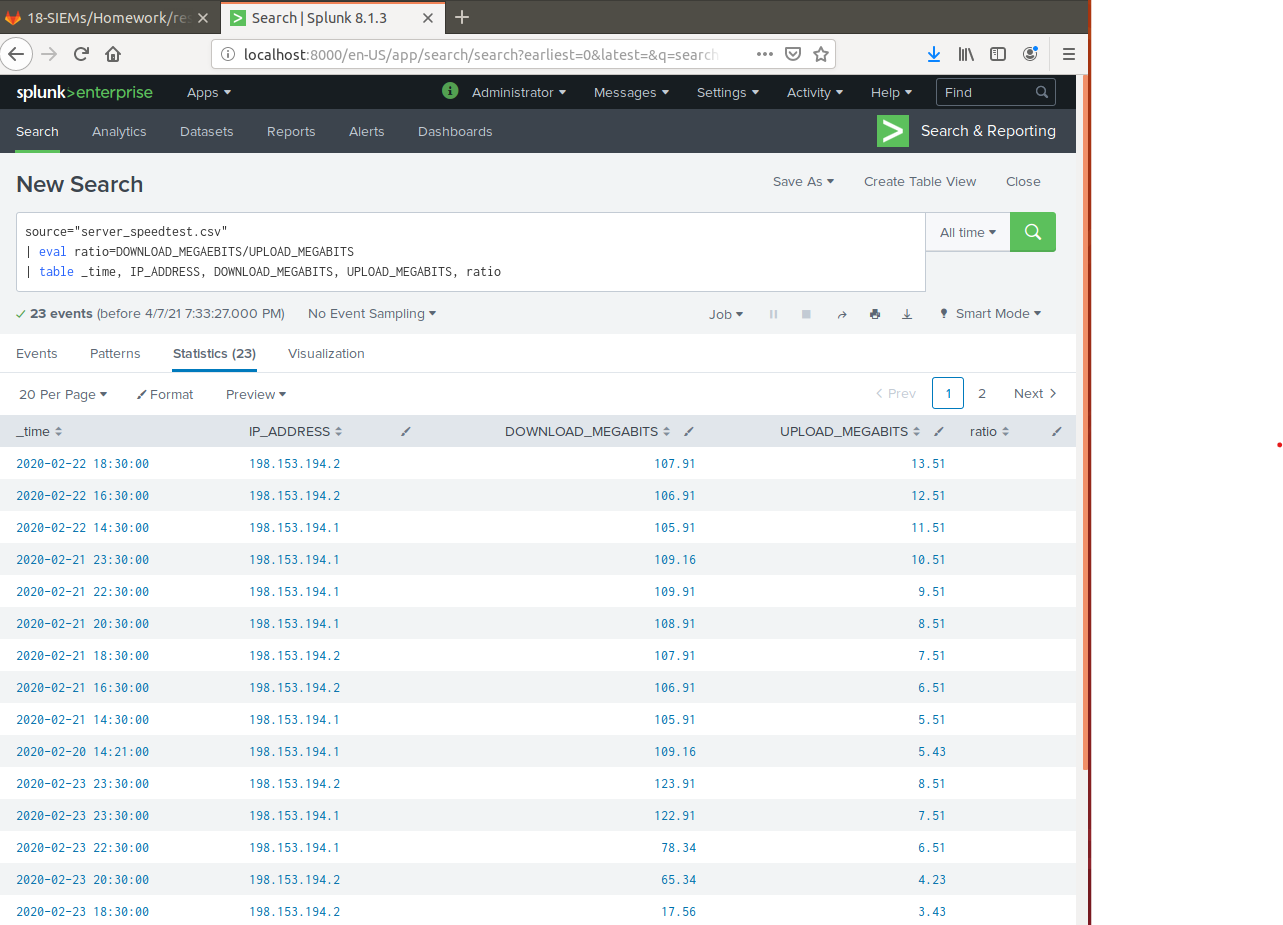 18-SIEMs/Homework/res
Search | Splunk 8.1.3
localhost:8000/en-US/app/search/search?earliest=0&latest=&q=search
splunk>enterprise Apps Administrator Messages Settings Activity Help Find
Search Analytics Datasets Reports Alerts Dashboards Search & Reporting
New Search Save As Create Table View Close
source="server_speedtest.csv"
| eval ratio=DOWNLOAD_MEGAEBITS/UPLOAD_MEGABITS
| table _time, IP_ADDRESS, DOWNLOAD_MEGABITS, UPLOAD_MEGABITS, ratio
All time
23 events (before 4/7/21 7:33:27.000 PM) No Event Sampling Job Smart Mode
Events Patterns Statistics (23) Visualization
20 Per Page Format Preview < Prev 1 2 Next >
_time IP_ADDRESS DOWNLOAD_MEGABITS UPLOAD_MEGABITS ratio
2020-02-22 18:30:00 198.153.194.2 107.91 13.51
2020-02-22 16:30:00 198.153.194.2 106.91 12.51
2020-02-22 14:30:00 198.153.194.1 105.91 11.51
2020-02-21 23:30:00 198.153.194.1 109.16 10.51
2020-02-21 22:30:00 198.153.194.1 109.91 9.51
2020-02-21 20:30:00 198.153.194.1 108.91 8.51
2020-02-21 18:30:00 198.153.194.2 107.91 7.51
2020-02-21 16:30:00 198.153.194.2 106.91 6.51
2020-02-21 14:30:00 198.153.194.1 105.91 5.51
2020-02-20 14:21:00 198.153.194.1 109.16 5.43
2020-02-23 23:30:00 198.153.194.2 123.91 8.51
2020-02-23 23:30:00 198.153.194.1 122.91 7.51
2020-02-23 22:30:00 198.153.194.1 78.34 6.51
2020-02-23 20:30:00 198.153.194.2 65.34 4.23
2020-02-23 18:30:00 198.153.194.2 17.56 3.43